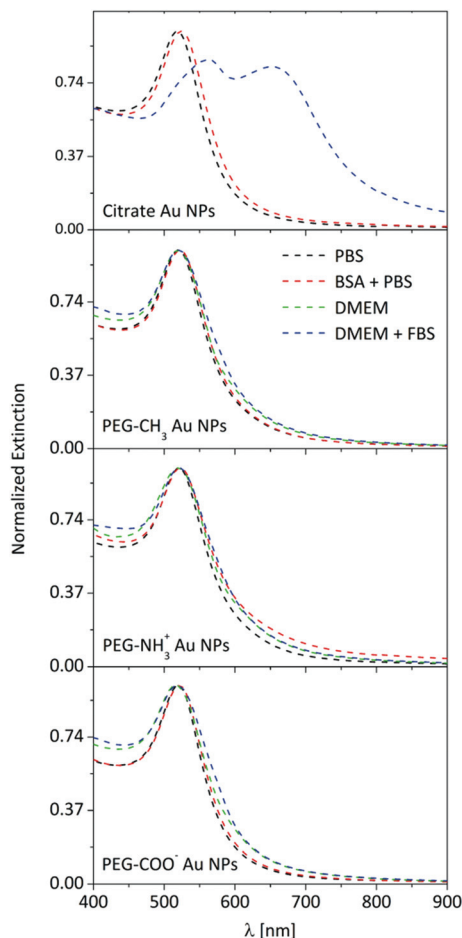 Normalized Extinction
0.74
0.37
0.00
Citrate Au NPs
PBS
BSA + PBS
DMEM
DMEM + FBS
0.74
0.37
0.00
PEG-CH₃ Au NPs
0.74
0.37
0.00
PEG-NH₃⁺ Au NPs
0.74
0.37
0.00
PEG-COO⁻ Au NPs
400 500 600 700 800 900
λ [nm]